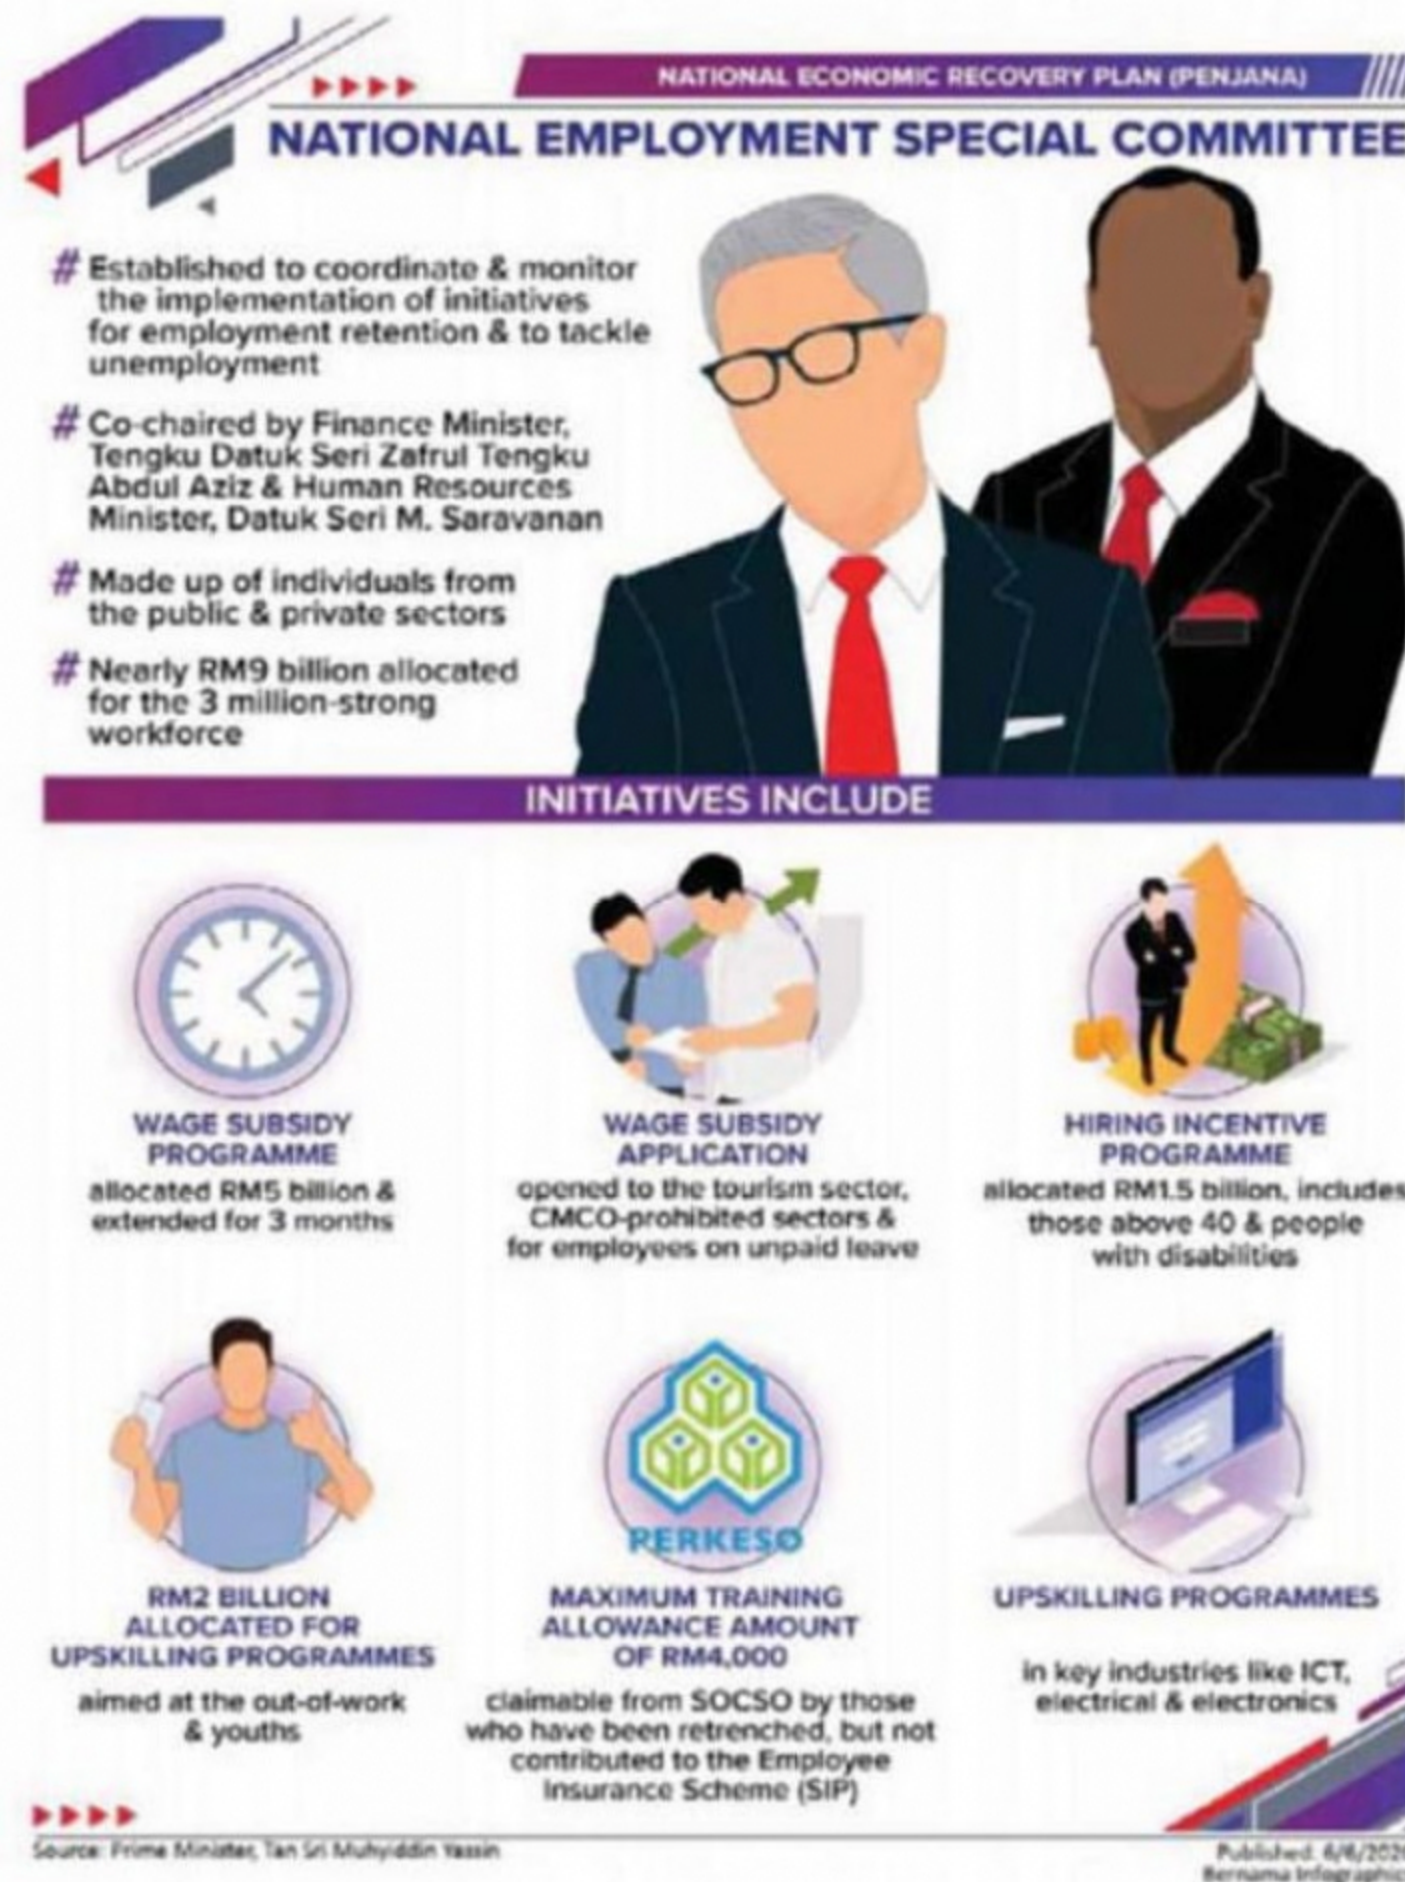 NATIONAL ECONOMIC RECOVERY PLAN (PENJANA)
NATIONAL EMPLOYMENT SPECIAL COMMITTEE
# Established to coordinate & monitor
the implementation of initiatives
for employment retention & to tackle
unemployment
# Co-chaired by Finance Minister,
Tengku Datuk Seri Zafrul Tengku
Abdul Aziz & Human Resources
Minister, Datuk Seri M. Saravanan
# Made up of individuals from
the public & private sectors
# Nearly RM9 billion allocated
for the 3 million-strong
workforce
INITIATIVES INCLUDE
WAGE SUBSIDY
PROGRAMME
allocated RM5 billion &
extended for 3 months
WAGE SUBSIDY
APPLICATION
opened to the tourism sector,
CMCO-prohibited sectors &
for employees on unpaid leave
HIRING INCENTIVE
PROGRAMME
allocated RM1.5 billion, includes
those above 40 & people
with disabilities
RM2 BILLION
ALLOCATED FOR
UPSKILLING PROGRAMMES
aimed at the out-of-work
& youths
PERKESO
MAXIMUM TRAINING
ALLOWANCE AMOUNT
OF RM4,000
claimable from SOCSO by those
who have been retrenched, but not
contributed to the Employee
Insurance Scheme (SIP)
UPSKILLING PROGRAMMES
in key industries like ICT,
electrical & electronics
Source: Prime Minister, Tan Sri Muhyiddin Yassin
Published: 6/6/2020
Bernama Infographic